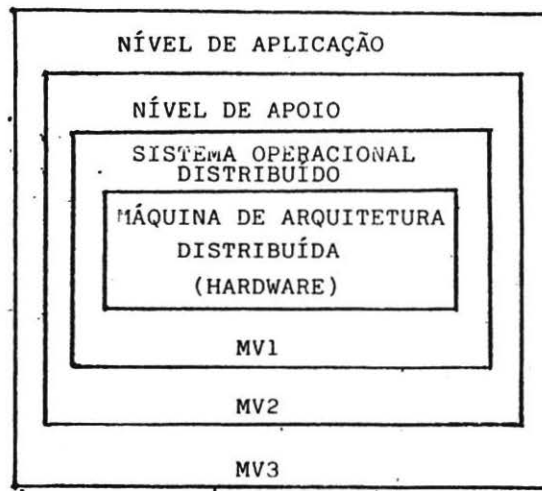 NÍVEL DE APLICAÇÃO
NÍVEL DE APOIO
SISTEMA OPERACIONAL
DISTRIBUÍDO
MÁQUINA DE ARQUITETURA
DISTRIBUÍDA
(HARDWARE)
MV1
MV2
MV3